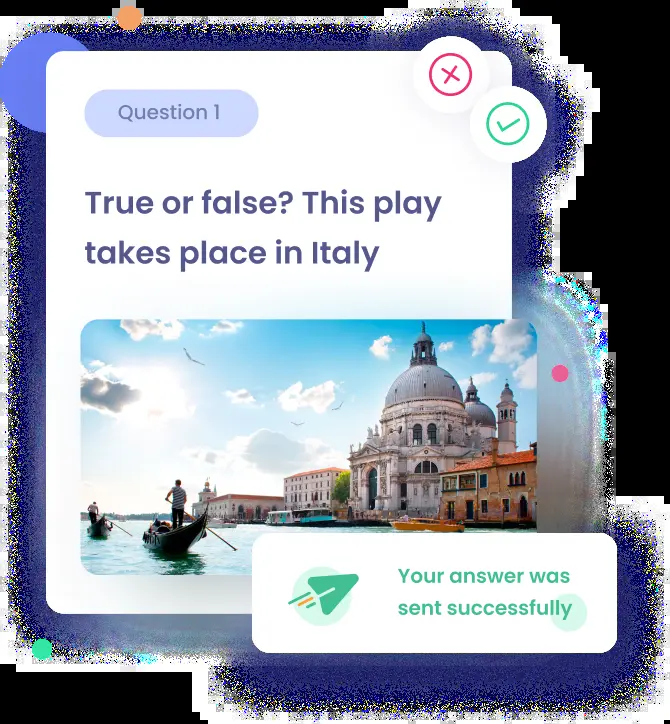 Question 1
True or false? This play
takes place in Italy
Your answer was
sent successfully